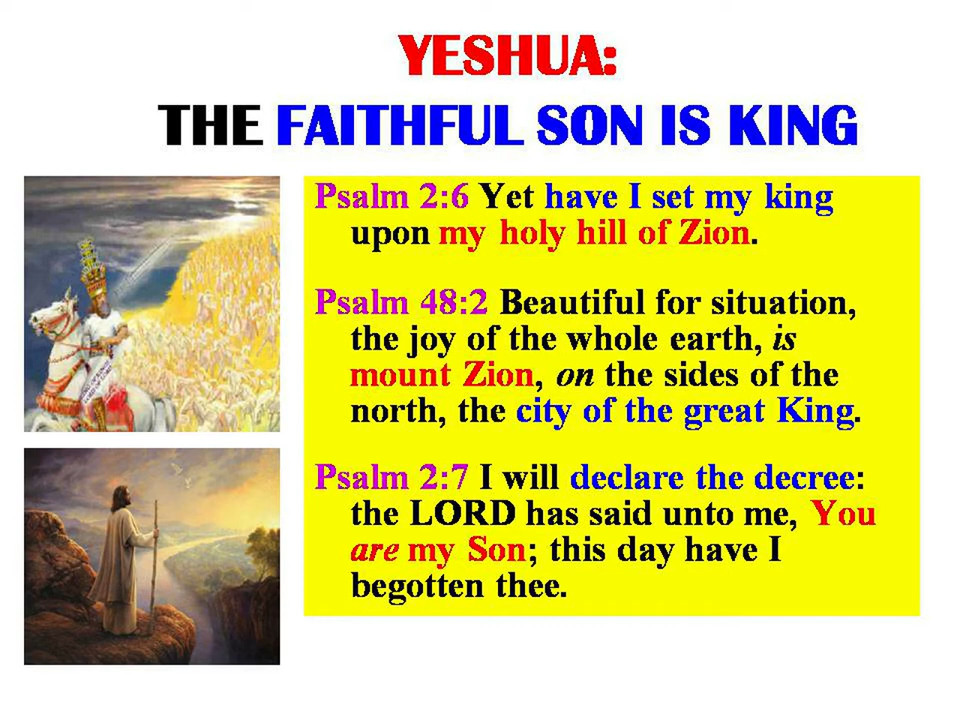 YESHUA:
THE FAITHFUL SON IS KING
Psalm 2:6 Yet have I set my king
upon my holy hill of Zion.
Psalm 48:2 Beautiful for situation,
the joy of the whole earth, is
mount Zion, on the sides of the
north, the city of the great King.
Psalm 2:7 I will declare the decree:
the LORD has said unto me, You
are my Son; this day have I
begotten thee.